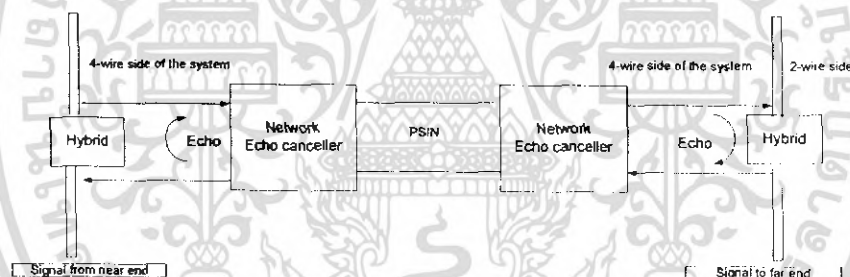 4-wire side of the system
4-wire side of the system
2-wire side
Hybrid
Echo
Network
Echo canceller
PSTN
Network
Echo canceller
Echo
Hybrid
Signal from near end
Signal to far end